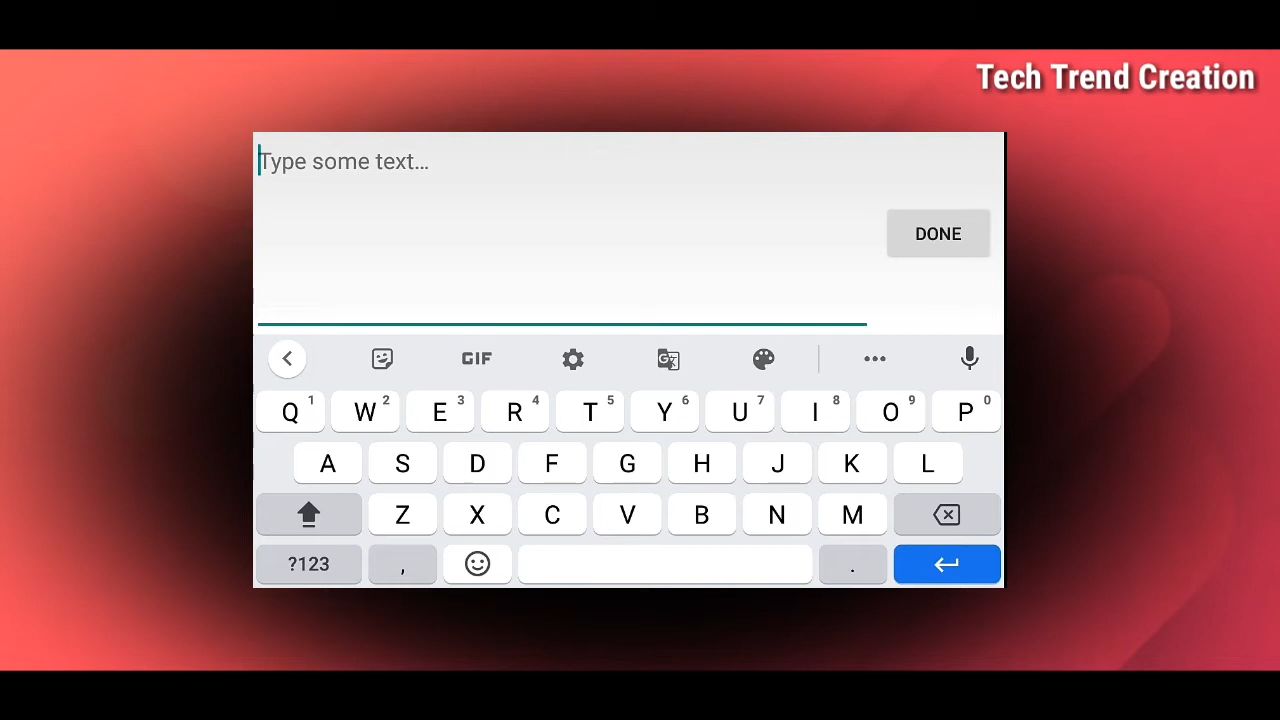 Tech Trend Creation
Type some text...
DONE
GIF
Q1 W2 E3 R4 T5 Y6 U7 I8 O9 P0
A S D F G H J K L
Z X C V B N M
?123 , .